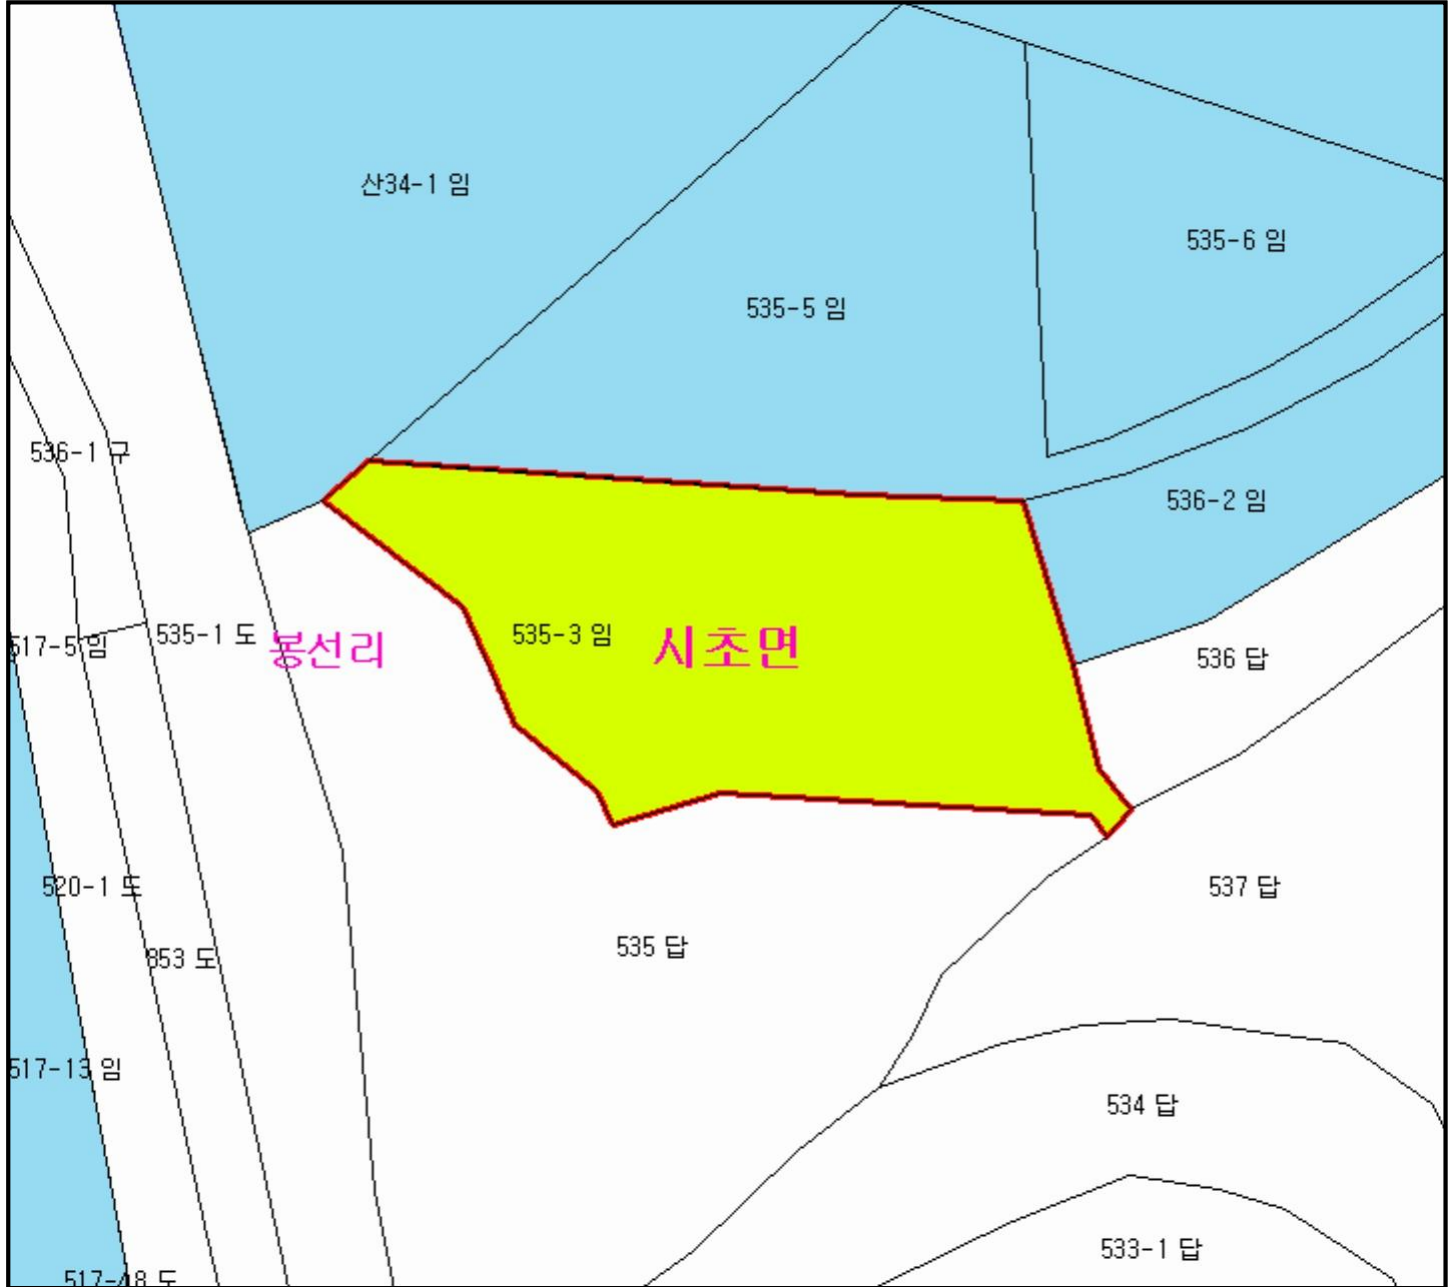 산34-1 임
535-6 임
535-5 임
536-1 구
536-2 임
517-5 임
535-1 도
봉선리
535-3 임
시초면
536 답
520-1 도
537 답
535 답
853 도
517-13 임
534 답
533-1 답
517-48 도